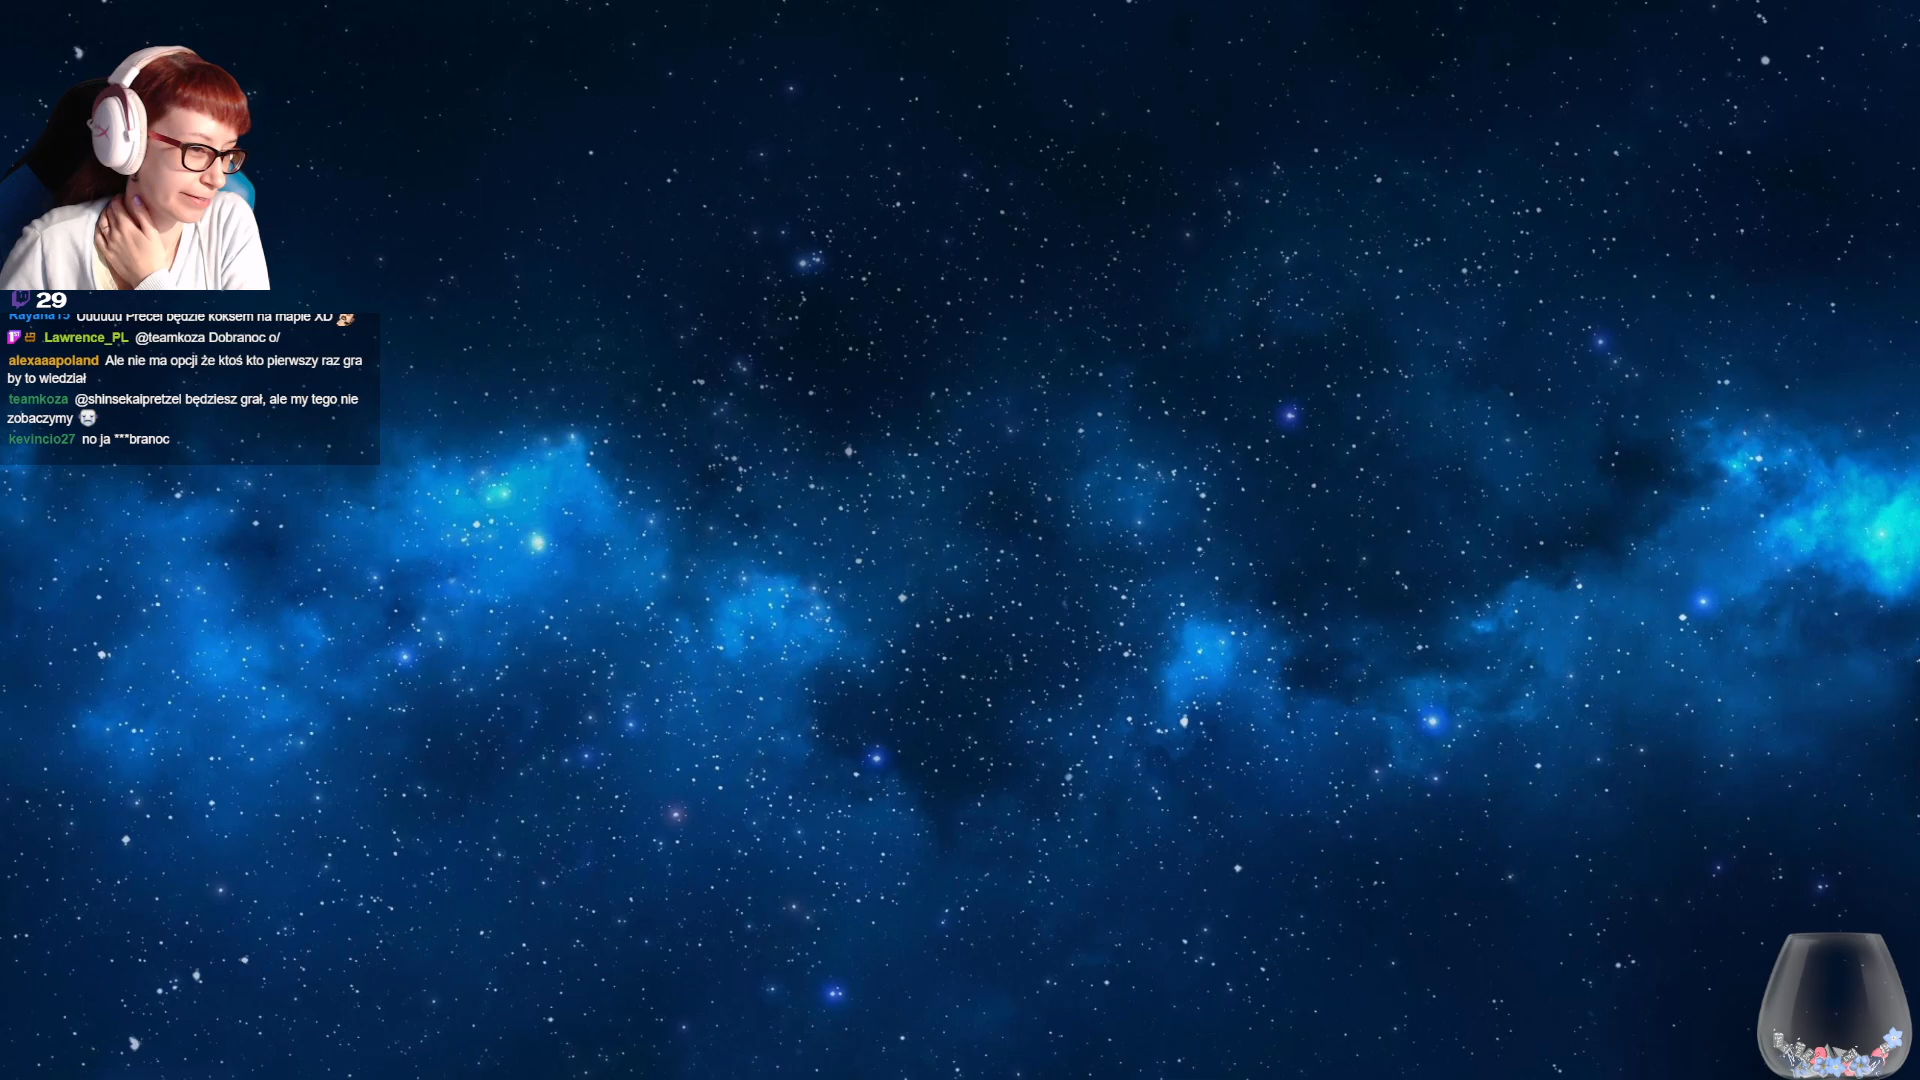 29
Rayana15 Uuuuuu Precel będzie koksem na mapie XD
Lawrence_PL @teamkoza Dobranoc o/
alexaaapoland Ale nie ma opcji że ktoś kto pierwszy raz gra
by to wiedział
teamkoza @shinsekaipretzel będziesz grał, ale my tego nie
zobaczymy
kevincio27 no ja ***branoc